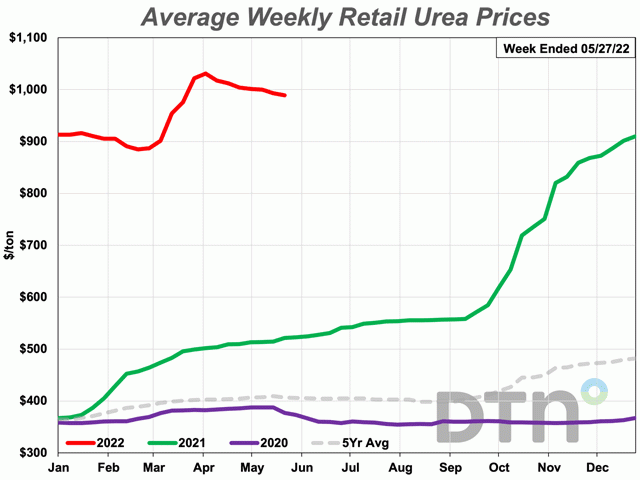 Average Weekly Retail Urea Prices
Week Ended 05/27/22
$1,100
$1,000
$900
$800
$700
$600
$500
$400
$300
$/ton
DTn
2022 2021 2020 5Yr Avg
Jan Feb Mar Apr May Jun Jul Aug Sep Oct Nov Dec